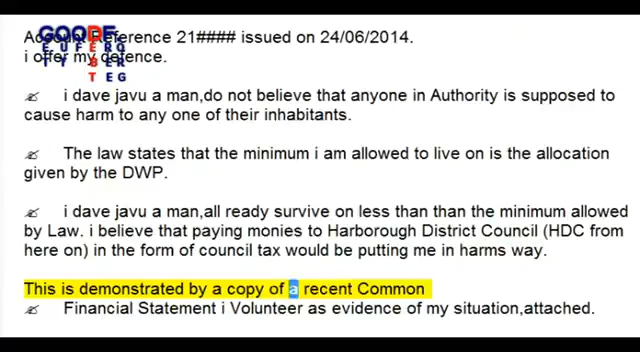 Account Reference 21#### issued on 24/06/2014.
i offer my defence.
i dave javu a man,do not believe that anyone in Authority is supposed to
cause harm to any one of their inhabitants.
The law states that the minimum i am allowed to live on is the allocation
given by the DWP.
i dave javu a man,all ready survive on less than than the minimum allowed
by Law. i believe that paying monies to Harborough District Council (HDC from
here on) in the form of council tax would be putting me in harms way.
This is demonstrated by a copy of a recent Common
Financial Statement i Volunteer as evidence of my situation,attached.